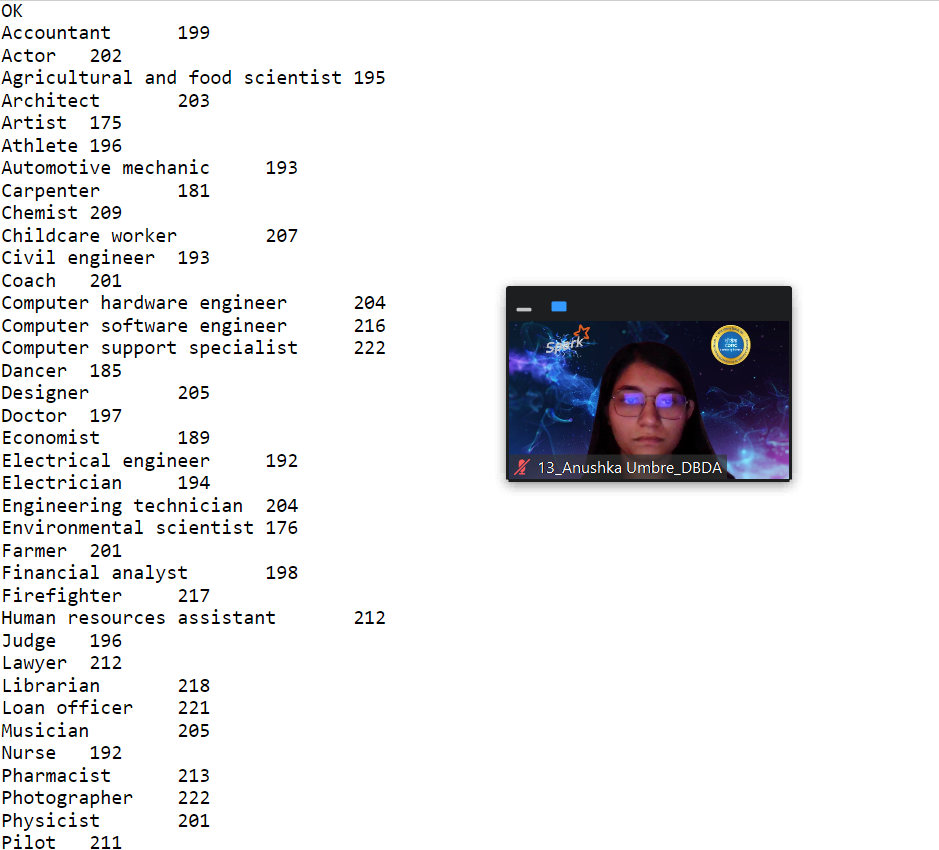 OK
Accountant 199
Actor 202
Agricultural and food scientist 195
Architect 203
Artist 175
Athlete 196
Automotive mechanic 193
Carpenter 181
Chemist 209
Childcare worker 207
Civil engineer 193
Coach 201
Computer hardware engineer 204
Computer software engineer 216
Computer support specialist 222
Dancer 185
Designer 205
Doctor 197
Economist 189
Electrical engineer 192
Electrician 194
Engineering technician 204
Environmental scientist 176
Farmer 201
Financial analyst 198
Firefighter 217
Human resources assistant 212
Judge 196
Lawyer 212
Librarian 218
Loan officer 221
Musician 205
Nurse 192
Pharmacist 213
Photographer 222
Physicist 201
Pilot 211
Spark
13_Anushka Umbre_DBDA